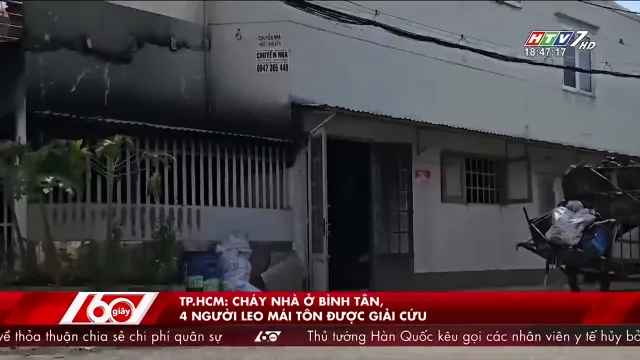 HTV7 HD
18:47:17
CHUYỂN NHÀ
CHUYỂN NHÀ
0947 365 449
TP.HCM: CHÁY NHÀ Ở BÌNH TÂN,
60 giây
4 NGƯỜI LEO MÁI TÔN ĐƯỢC GIẢI CỨU
về thỏa thuận chia sẻ chi phí quân sự
Thủ tướng Hàn Quốc kêu gọi các nhân viên y tế hủy bỏ